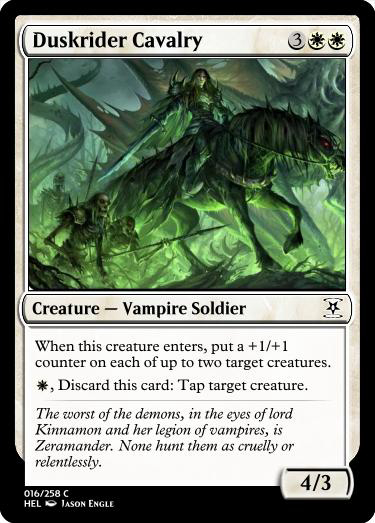 Duskrider Cavalry 3
Creature — Vampire Soldier
When this creature enters, put a +1/+1
counter on each of up to two target creatures.
, Discard this card: Tap target creature.
The worst of the demons, in the eyes of lord
Kinnamon and her legion of vampires, is
Zeramander. None hunt them as cruelly or
relentlessly.
4/3
016/258 C
HEL Jason Engle